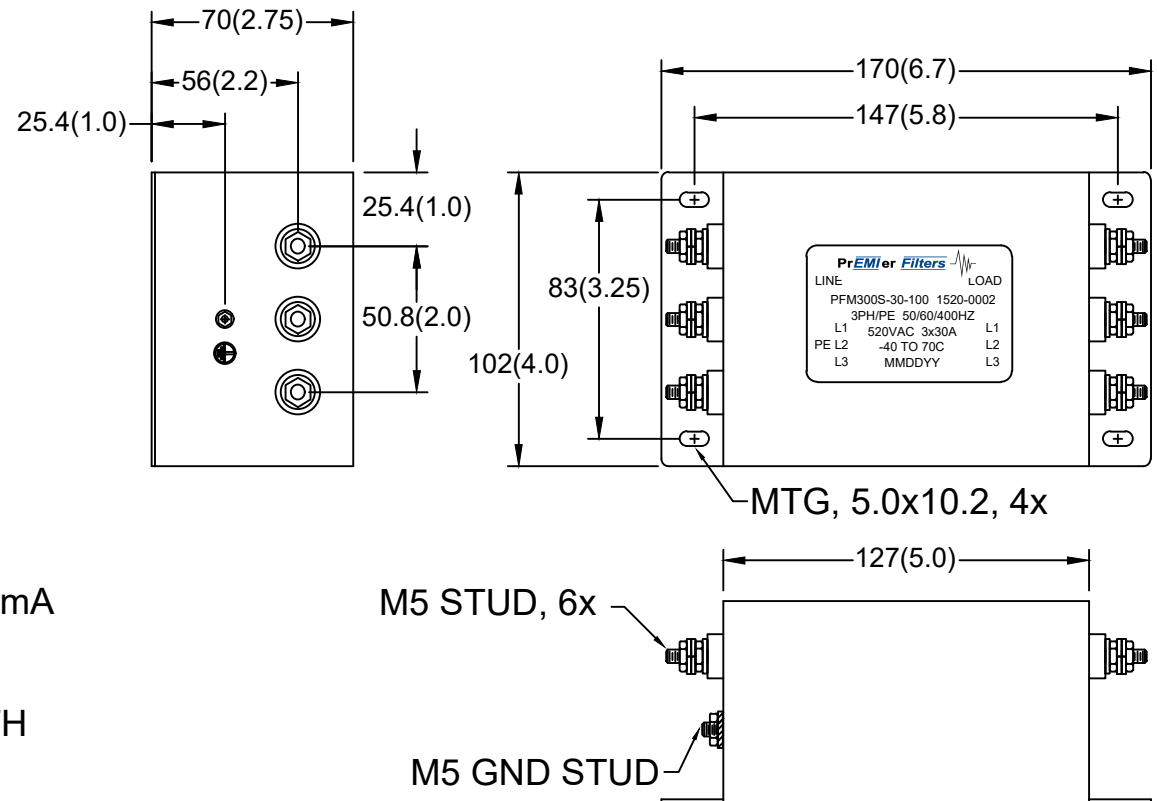 70(2.75)
56(2.2)
25.4(1.0)
25.4(1.0)
50.8(2.0)
170(6.7)
147(5.8)
83(3.25)
102(4.0)
PrEMIer Filters
LINE LOAD
PFM300S-30-100 1520-0002
3PH/PE 50/60/400HZ
L1 520VAC 3x30A L1
PE L2 -40 TO 70C L2
L3 MMDDYY L3
MTG, 5.0x10.2, 4x
127(5.0)
mA
M5 STUD, 6x
TH
M5 GND STUD